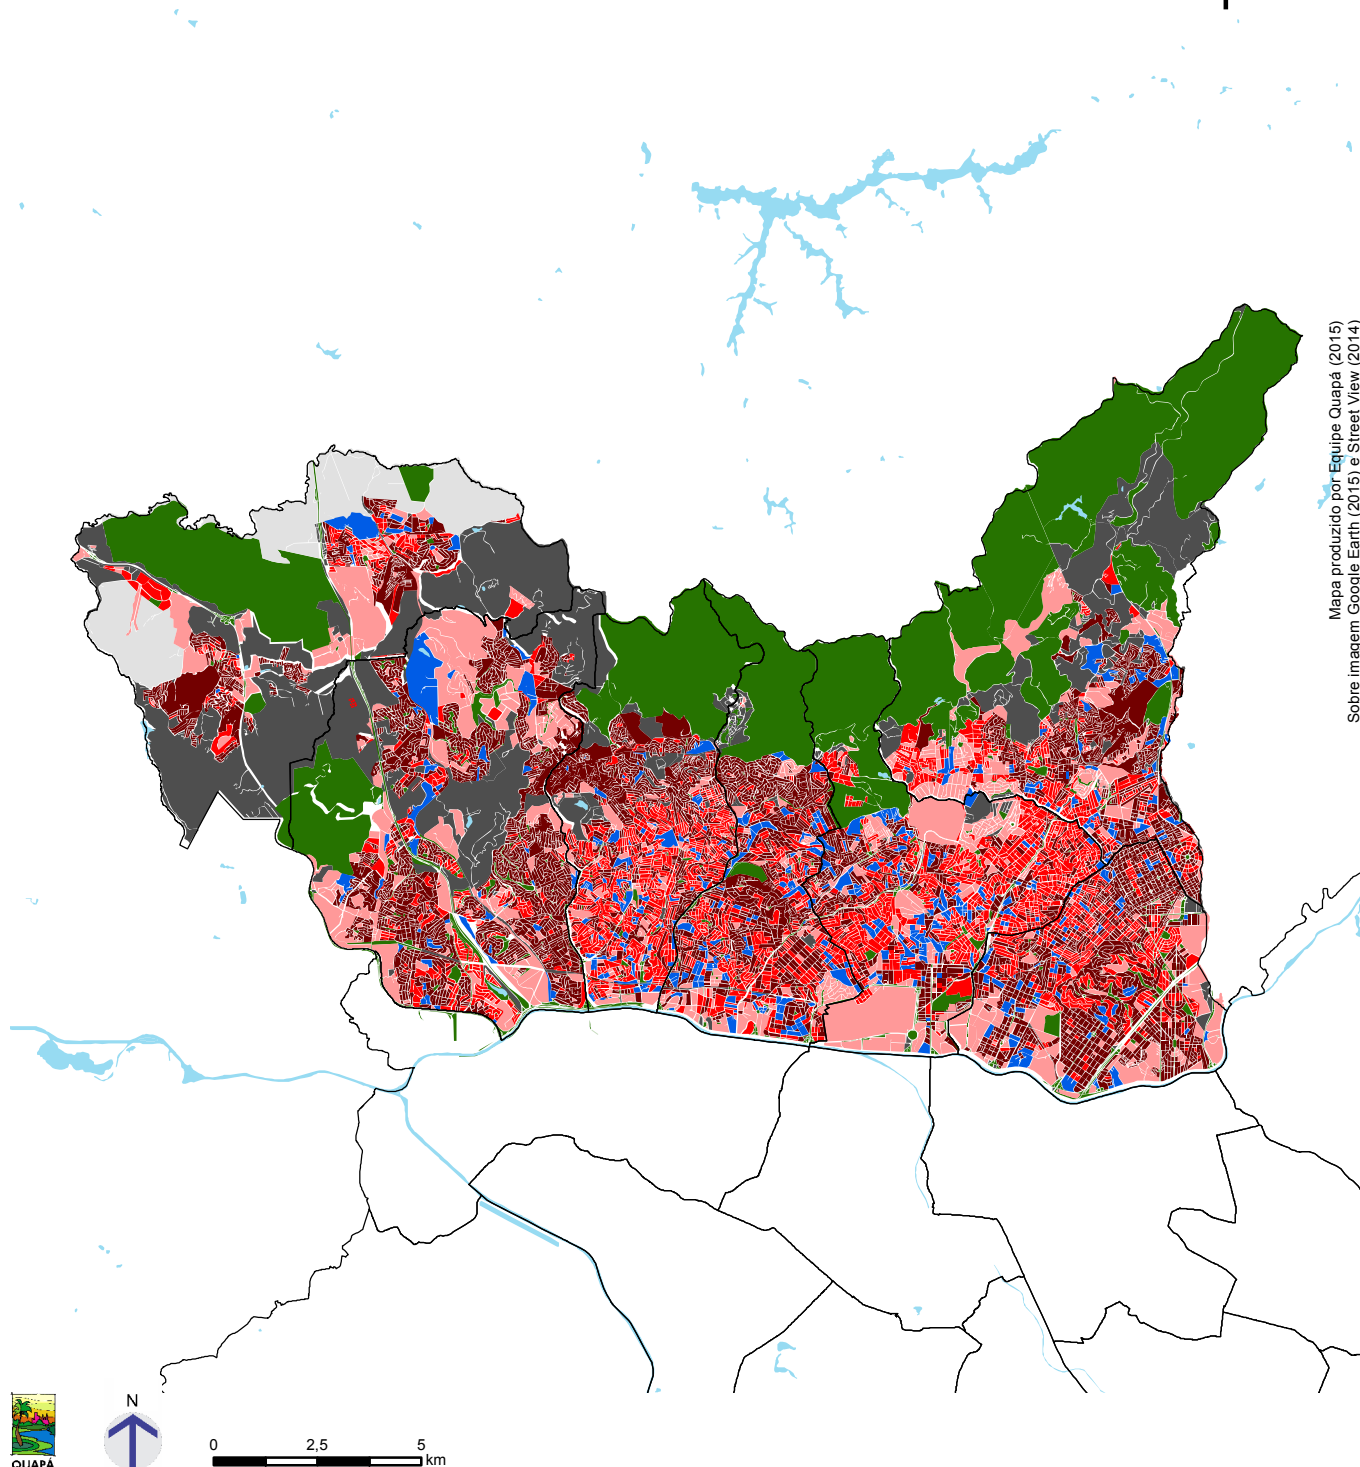 Mapa produzido por Equipe Quapá (2015)
Sobre imagem Google Earth (2015) e Street View (2014)
N
0 2,5 5
km
QUAPÁ